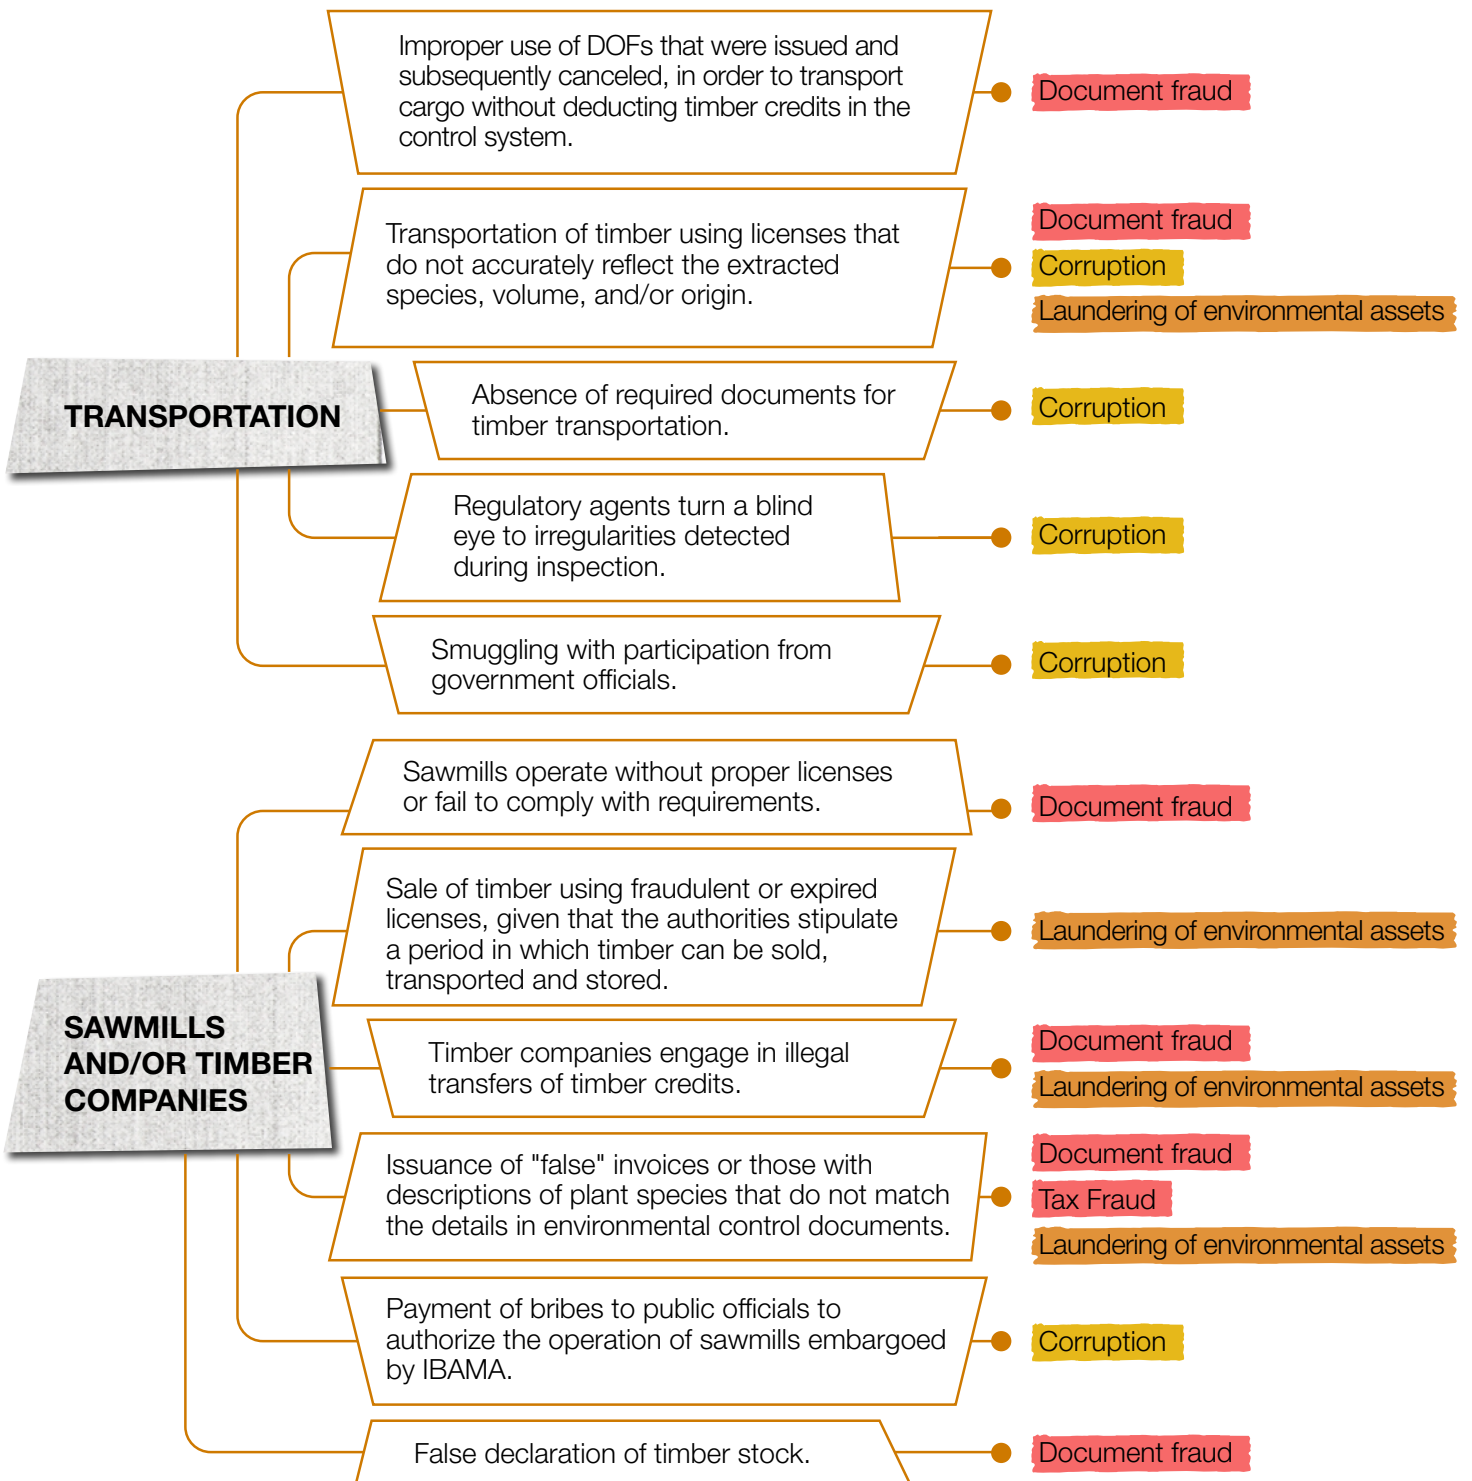 Improper use of DOFs that were issued and
subsequently canceled, in order to transport
cargo without deducting timber credits in the
control system.
Document fraud
Transportation of timber using licenses that
do not accurately reflect the extracted
species, volume, and/or origin.
Document fraud
Corruption
Laundering of environmental assets
TRANSPORTATION
Absence of required documents for
timber transportation.
Corruption
Regulatory agents turn a blind
eye to irregularities detected
during inspection.
Corruption
Smuggling with participation from
government officials.
Corruption
Sawmills operate without proper licenses
or fail to comply with requirements.
Document fraud
Sale of timber using fraudulent or expired
licenses, given that the authorities stipulate
a period in which timber can be sold,
transported and stored.
Laundering of environmental assets
SAWMILLS
AND/OR TIMBER
COMPANIES
Timber companies engage in illegal
transfers of timber credits.
Document fraud
Laundering of environmental assets
Issuance of "false" invoices or those with
descriptions of plant species that do not match
the details in environmental control documents.
Document fraud
Tax Fraud
Laundering of environmental assets
Payment of bribes to public officials to
authorize the operation of sawmills embargoed
by IBAMA.
Corruption
False declaration of timber stock.
Document fraud